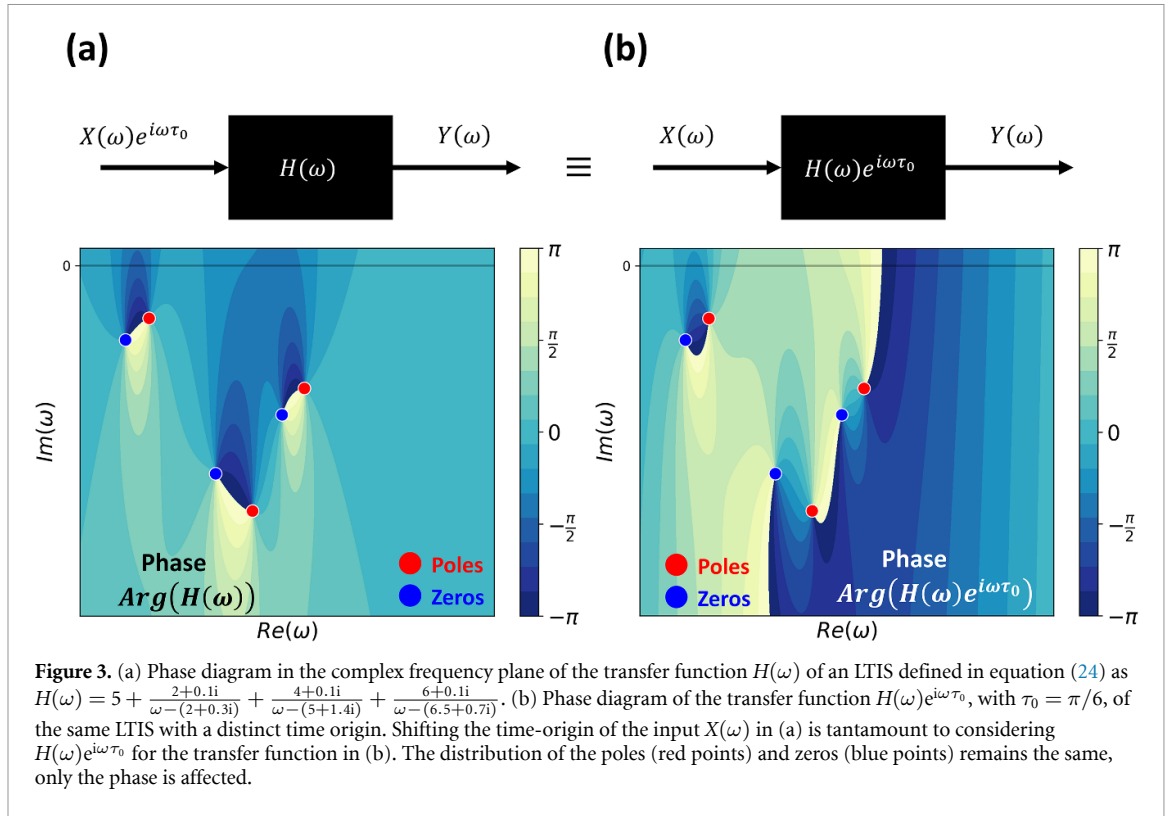 (a) (b)
X(ω)e^{iωτ₀} Y(ω) X(ω) Y(ω)
H(ω) ≡ H(ω)e^{iωτ₀}
π π
0 0
π/2 π/2
0 0
Im(ω) Im(ω)
−π/2 −π/2
Phase Poles Poles Phase
Arg(H(ω)) Zeros Zeros Arg(H(ω)e^{iωτ₀})
−π −π
Re(ω) Re(ω)
Figure 3. (a) Phase diagram in the complex frequency plane of the transfer function H(ω) of an LTIS defined in equation (24) as
H(ω) = 5 + \frac{2+0.1i}{ω−(2+0.3i)} + \frac{4+0.1i}{ω−(5+1.4i)} + \frac{6+0.1i}{ω−(6.5+0.7i)}. (b) Phase diagram of the transfer function H(ω)e^{iωτ₀}, with τ₀ = π/6, of
the same LTIS with a distinct time origin. Shifting the time-origin of the input X(ω) in (a) is tantamount to considering
H(ω)e^{iωτ₀} for the transfer function in (b). The distribution of the poles (red points) and zeros (blue points) remains the same,
only the phase is affected.